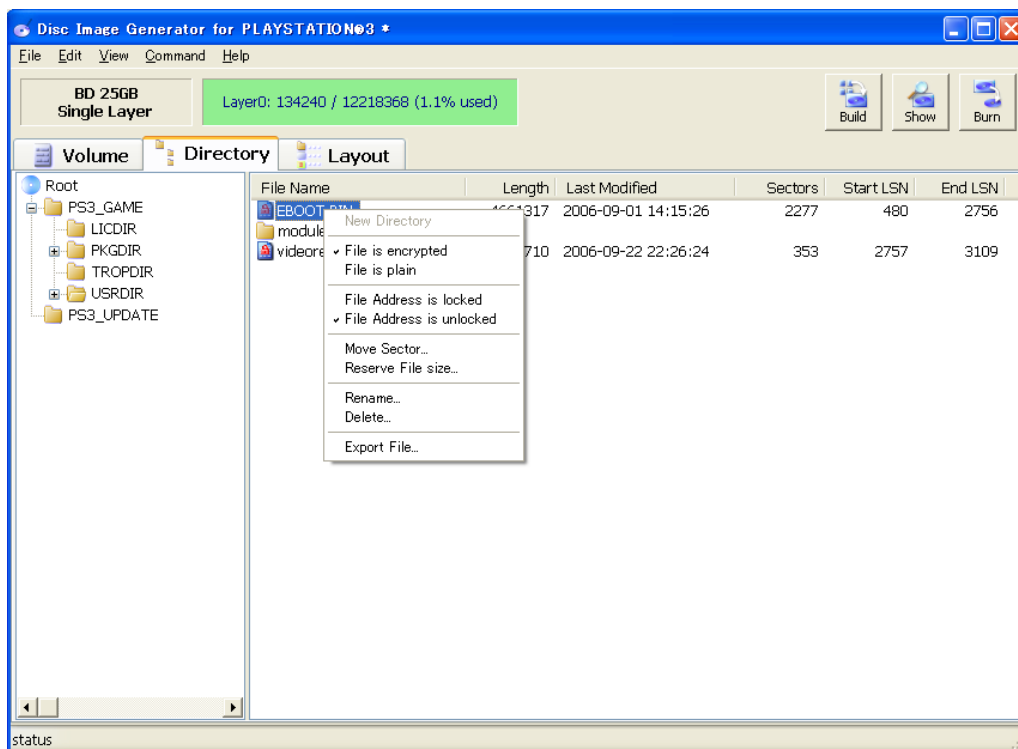 Disc Image Generator for PLAYSTATION®3 *
File Edit View Command Help
BD 25GB
Single Layer
Layer0: 134240 / 12218368 (1.1% used)
Build Show Burn
Volume Directory Layout
Root
PS3_GAME
LICDIR
PKGDIR
TROPDIR
USRDIR
PS3_UPDATE
File Name Length Last Modified Sectors Start LSN End LSN
EBOOT.BIN 4661317 2006-09-01 14:15:26 2277 480 2756
module
videore 710 2006-09-22 22:26:24 353 2757 3109
New Directory
File is encrypted
File is plain
File Address is locked
File Address is unlocked
Move Sector...
Reserve File size...
Rename...
Delete...
Export File...
status